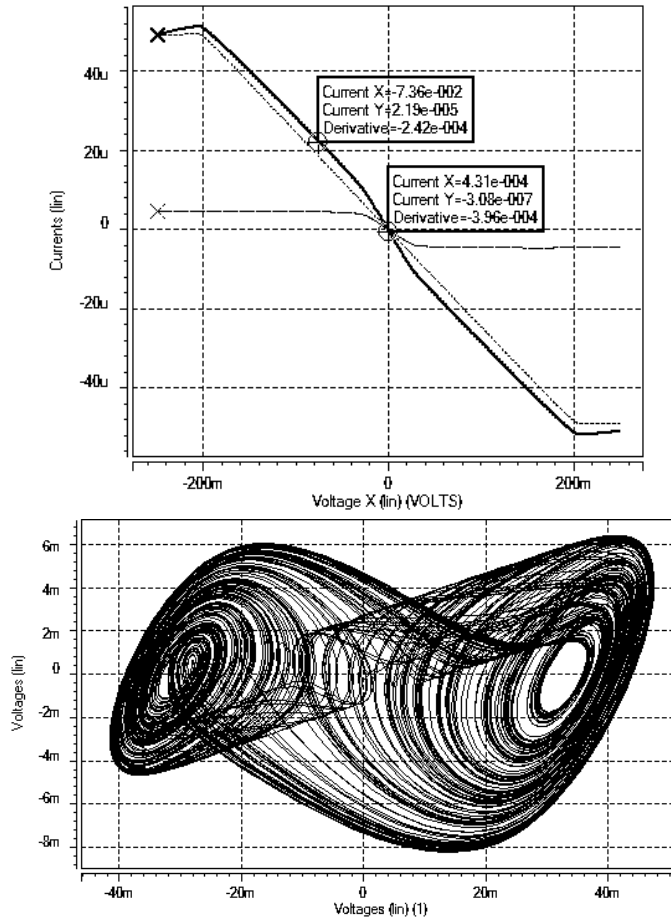 40u
20u
0
-20u
-40u
Currents (lin)
Current X=-7.36e-002
Current Y=2.19e-005
Derivative=-2.42e-004
Current X=4.31e-004
Current Y=-3.08e-007
Derivative=-3.96e-004
-200m
0
200m
Voltage X (lin) (VOLTS)
6m
4m
2m
0
-2m
-4m
-6m
-8m
Voltages (lin)
-40m
-20m
0
20m
40m
Voltages (lin) (1)